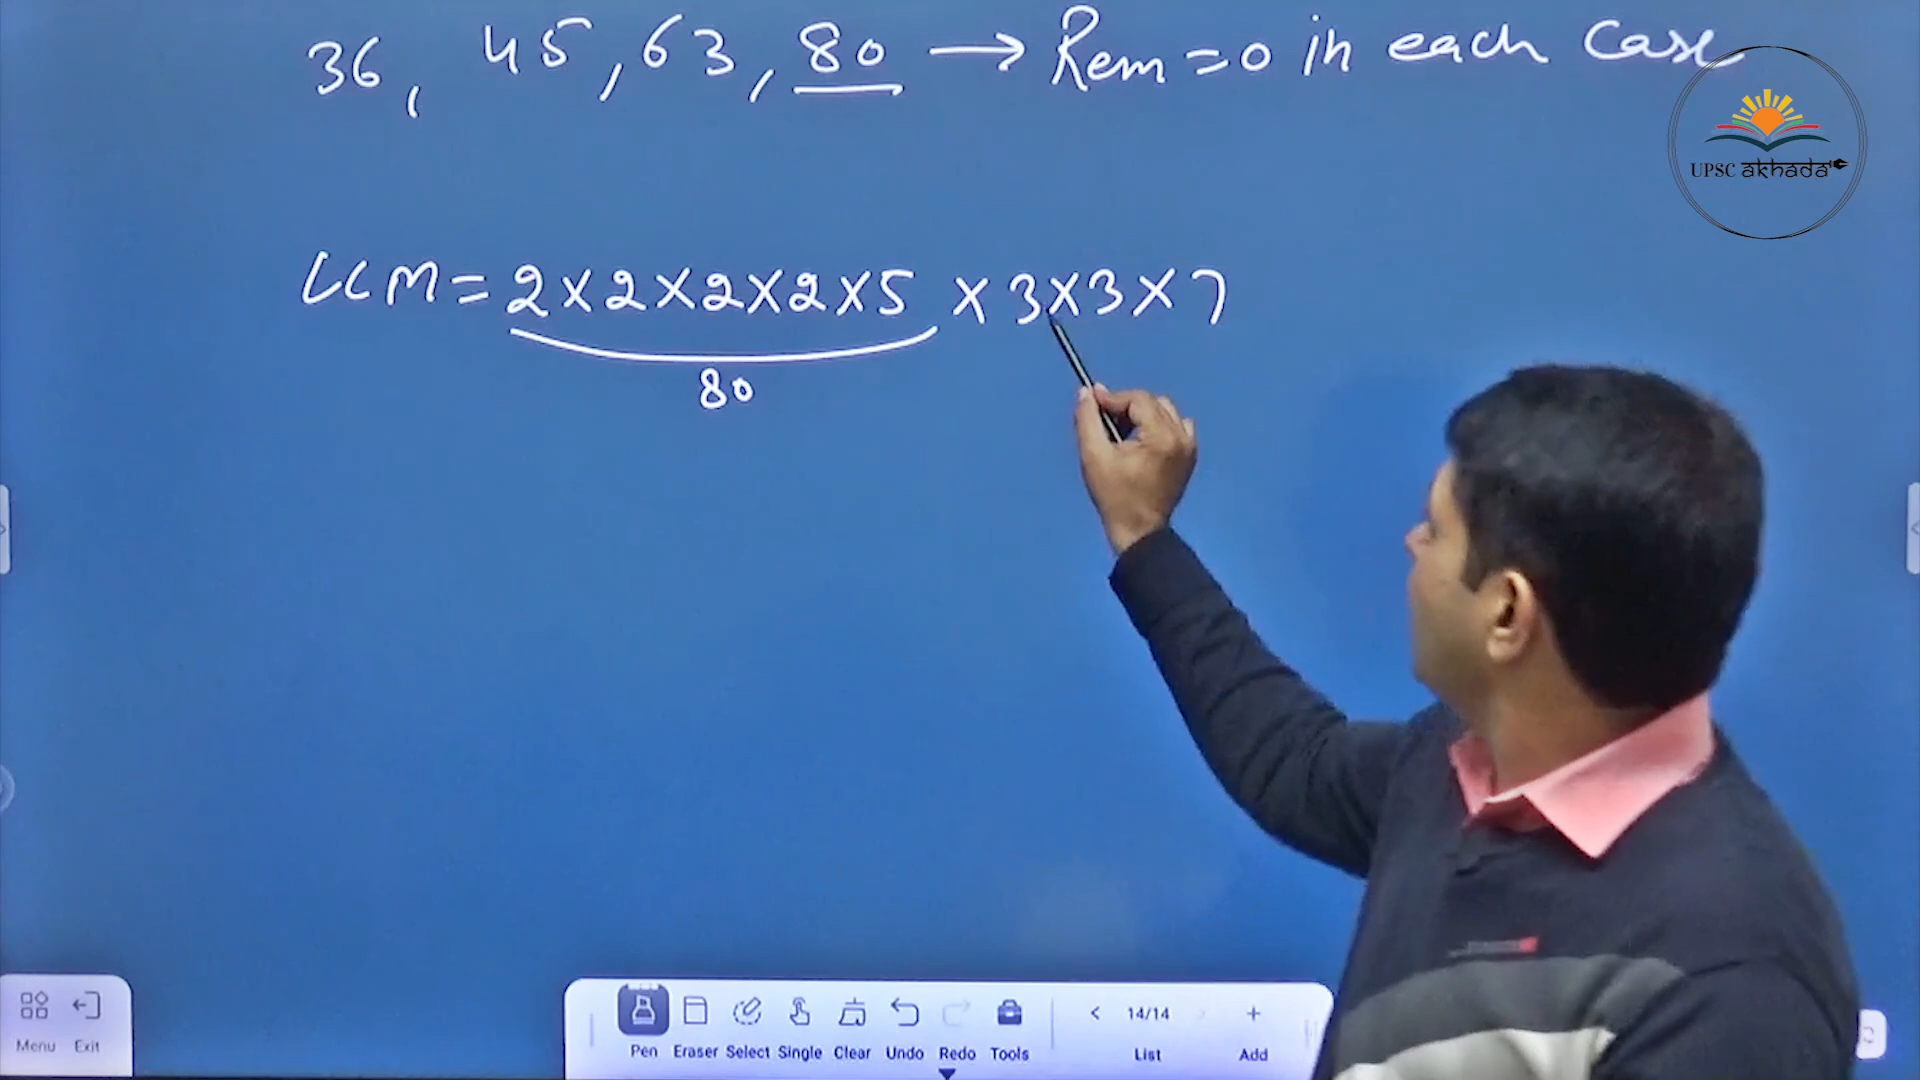 36, 45, 63, 80 → Rem = 0 in each Case
UPSC akhada
LCM = 2×2×2×2×5 × 3×3×7
80
Menu Exit
14/14
Pen Eraser Select Single Clear Undo Redo Tools List Add